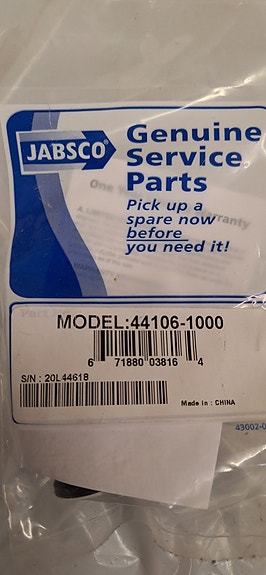 JABSCO®
Genuine
Service
Parts
Pick up a
spare now
before
you need it!
MODEL:44106-1000
6 71880 03816 4
S/N : 20L44618
Made in : CHINA
43002-0